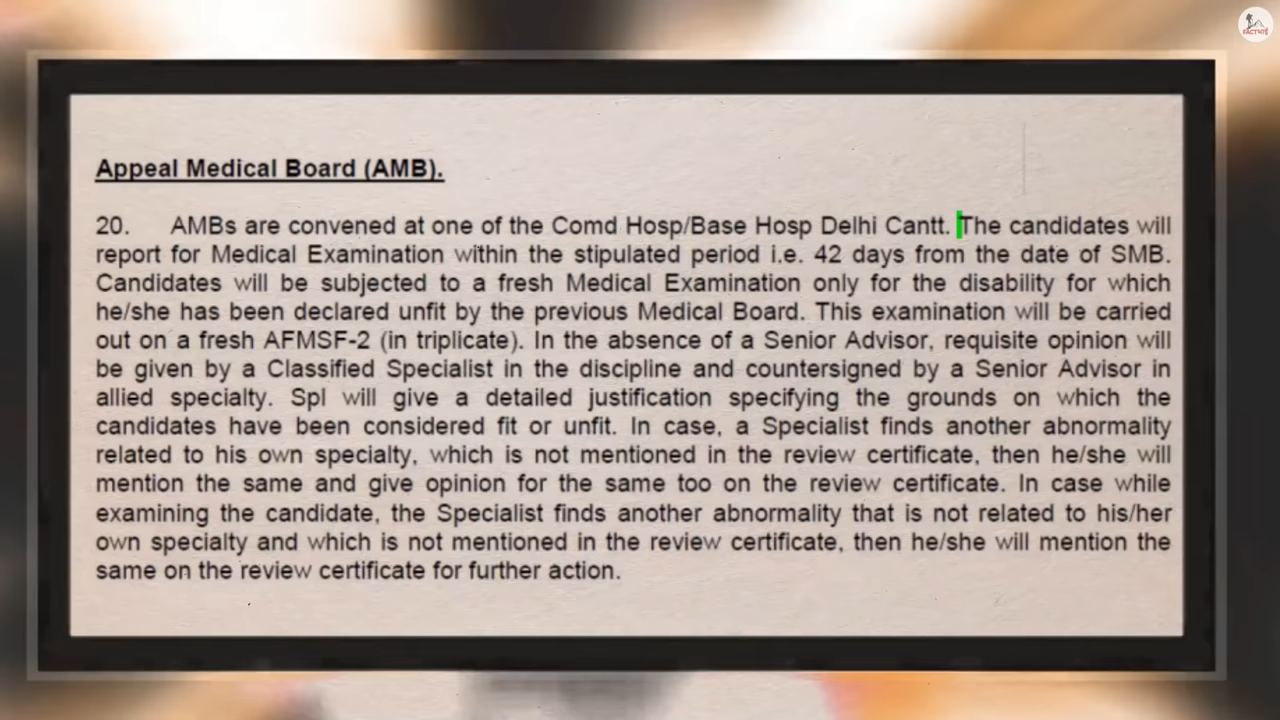 FACTiCLE
Appeal Medical Board (AMB).
20. AMBs are convened at one of the Comd Hosp/Base Hosp Delhi Cantt. The candidates will
report for Medical Examination within the stipulated period i.e. 42 days from the date of SMB.
Candidates will be subjected to a fresh Medical Examination only for the disability for which
he/she has been declared unfit by the previous Medical Board. This examination will be carried
out on a fresh AFMSF-2 (in triplicate). In the absence of a Senior Advisor, requisite opinion will
be given by a Classified Specialist in the discipline and countersigned by a Senior Advisor in
allied specialty. Spl will give a detailed justification specifying the grounds on which the
candidates have been considered fit or unfit. In case, a Specialist finds another abnormality
related to his own specialty, which is not mentioned in the review certificate, then he/she will
mention the same and give opinion for the same too on the review certificate. In case while
examining the candidate, the Specialist finds another abnormality that is not related to his/her
own specialty and which is not mentioned in the review certificate, then he/she will mention the
same on the review certificate for further action.